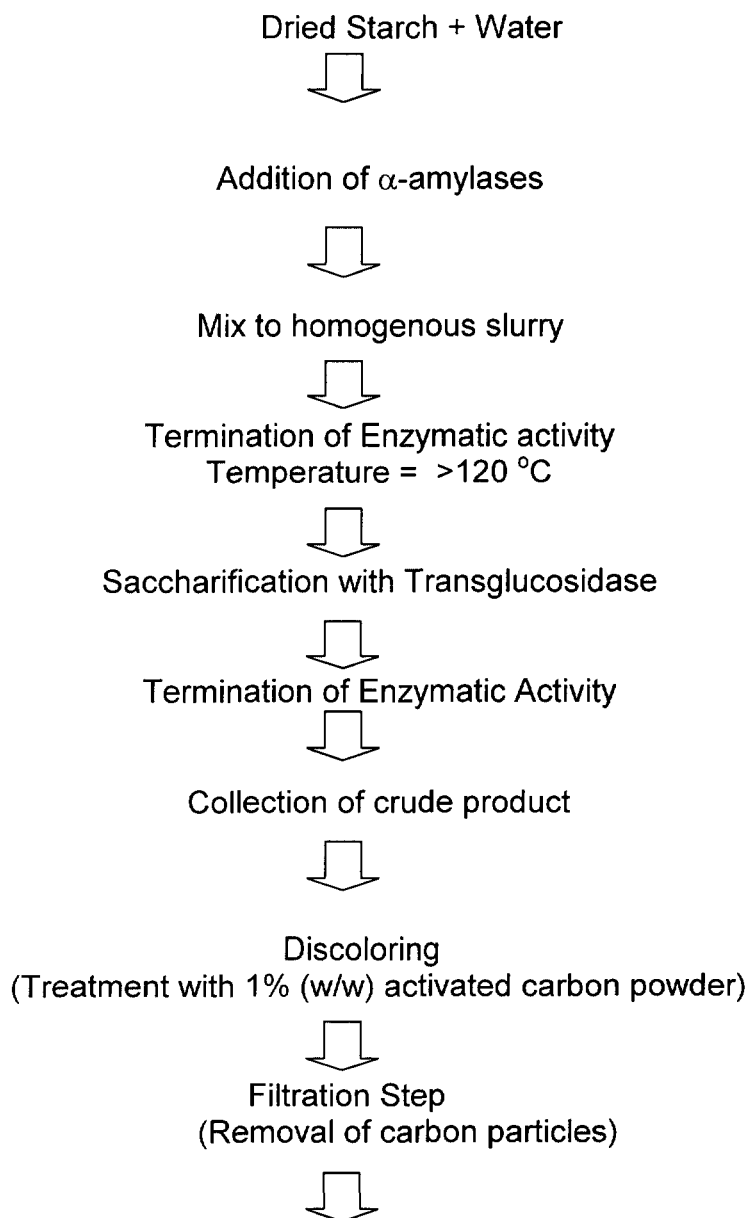 Dried Starch + Water
Addition of α-amylases
Mix to homogenous slurry
Termination of Enzymatic activity
Temperature = >120 °C
Saccharification with Transglucosidase
Termination of Enzymatic Activity
Collection of crude product
Discoloring
(Treatment with 1% (w/w) activated carbon powder)
Filtration Step
(Removal of carbon particles)